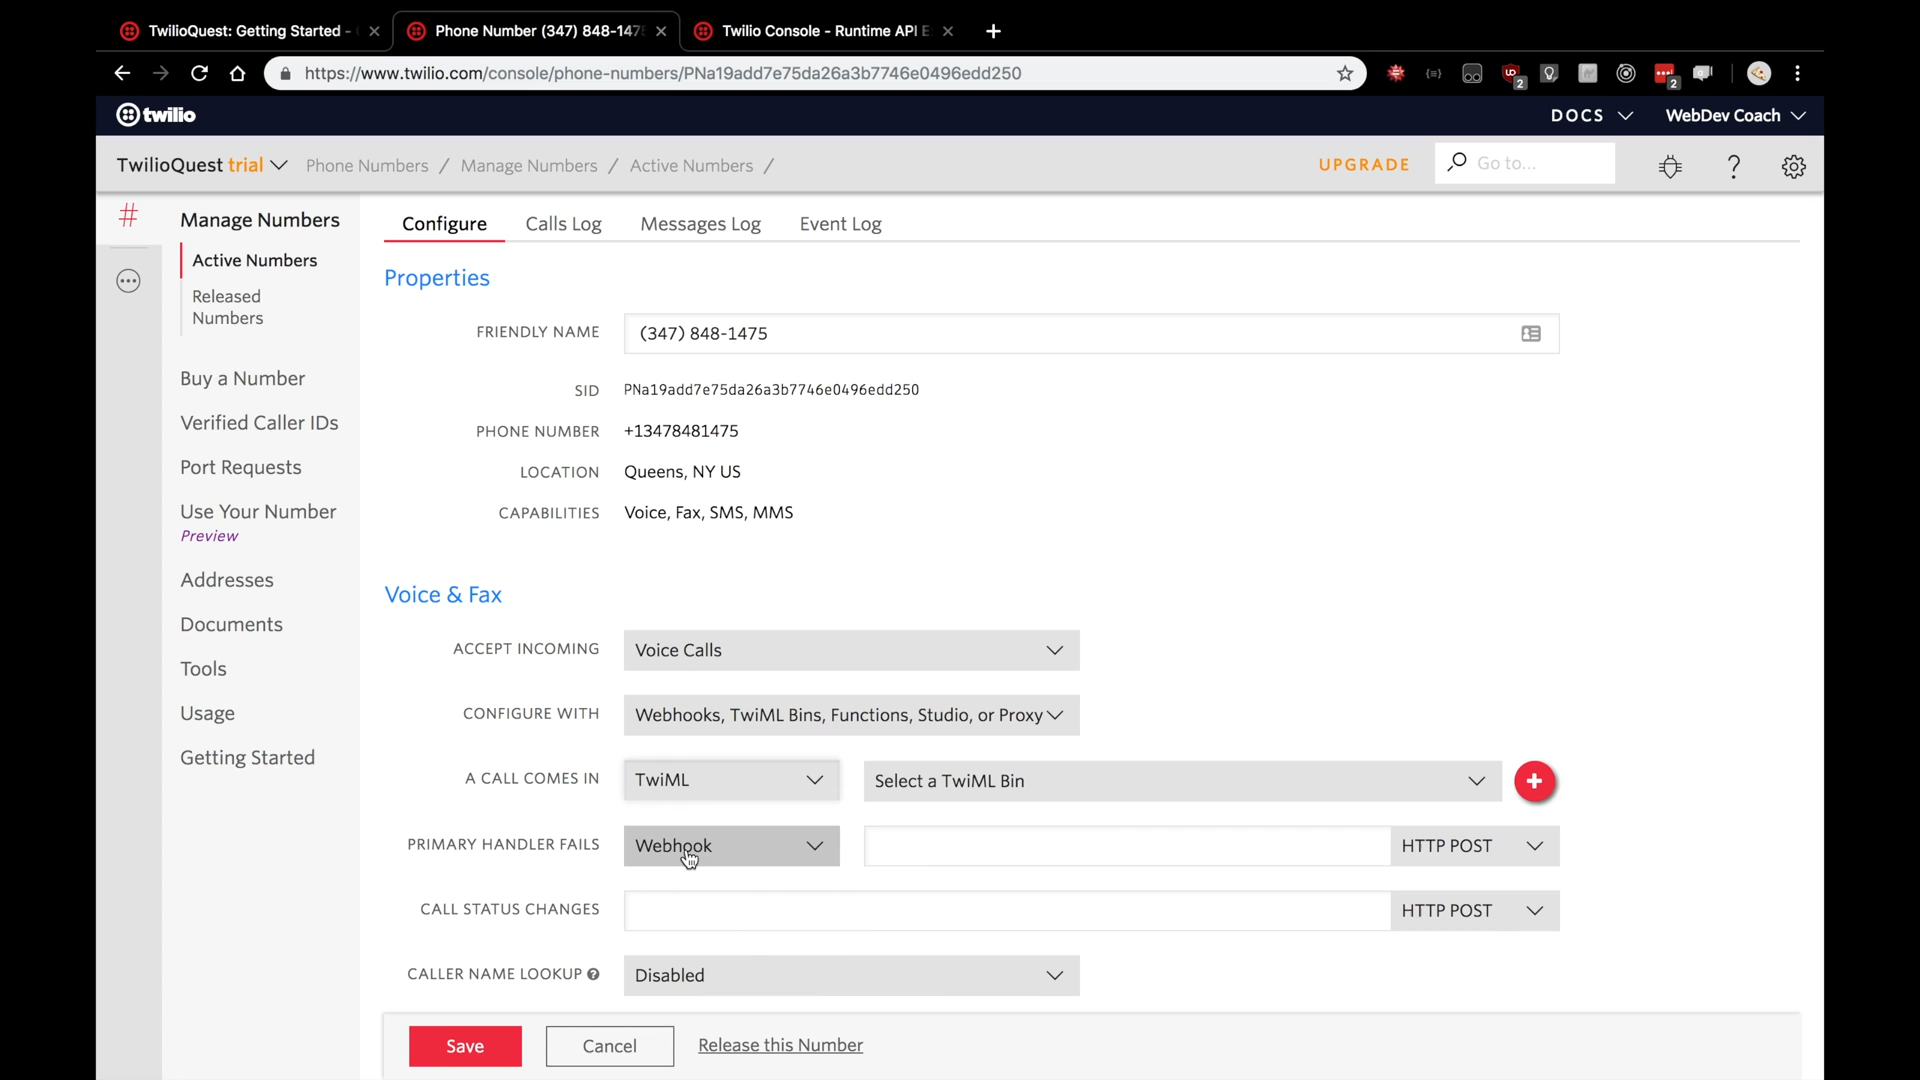 TwilioQuest: Getting Started -
Phone Number (347) 848-147
Twilio Console - Runtime API E
https://www.twilio.com/console/phone-numbers/PNa19add7e75da26a3b7746e0496edd250
2
2
twilio
DOCS
WebDev Coach
TwilioQuest trial
Phone Numbers / Manage Numbers / Active Numbers /
UPGRADE
Go to...
?
#
Manage Numbers
Active Numbers
Released
Numbers
Buy a Number
Verified Caller IDs
Port Requests
Use Your Number
Preview
Addresses
Documents
Tools
Usage
Getting Started
Configure
Calls Log
Messages Log
Event Log
Properties
FRIENDLY NAME
(347) 848-1475
SID
PNa19add7e75da26a3b7746e0496edd250
PHONE NUMBER
+13478481475
LOCATION
Queens, NY US
CAPABILITIES
Voice, Fax, SMS, MMS
Voice & Fax
ACCEPT INCOMING
Voice Calls
CONFIGURE WITH
Webhooks, TwiML Bins, Functions, Studio, or Proxy
A CALL COMES IN
TwiML
Select a TwiML Bin
PRIMARY HANDLER FAILS
Webhook
HTTP POST
CALL STATUS CHANGES
HTTP POST
CALLER NAME LOOKUP ?
Disabled
Save
Cancel
Release this Number